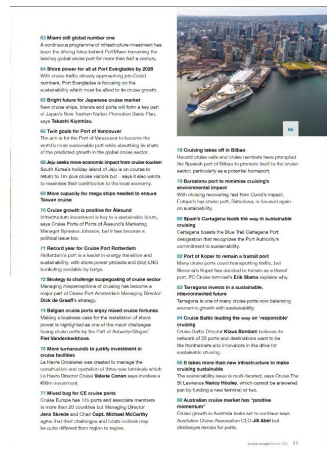 63 Miami still global number one
A continuous programme of infrastructure investment has
been the driving force behind PortMiami remaining the
leading global cruise port for more than half a century.
64 Shore power for all at Port Everglades by 2028
With cruise traffic already approaching pre-Covid
numbers, Port Everglades is focusing on the
sustainability which must be allied to its cruise growth.
65 Bright future for Japanese cruise market
New cruise ships, brands and ports will form a key part
of Japan's New Tourism Nation Promotion Basic Plan,
says Takashi Kiyomizu.
66 Twin goals for Port of Vancouver
The aim is for the Port of Vancouver to become the
world's most sustainable port while absorbing its share
of the predicted growth in the global cruise sector.
68 Jeju seeks more economic impact from cruise tourism
South Korea's holiday island of Jeju is on course to
return to 1m plus cruise visitors but says it also wants
to maximise their contribution to the local economy.
69 More capacity for mega ships needed to ensure
Taiwan cruise
70 Cruise growth is positive for Ålesund
Infrastructure investment is key to a sustainable future,
says Cruise Ports of Ports of Ålesund's Marketing
Manager Synnøve Johnsen, but it has become a
political issue too.
71 Record year for Cruise Port Rotterdam
Rotterdam's port is to invest in energy transition and
sustainability, with shore power projects and (bio) LNG
bunkering available by barge.
72 Strategy to challenge scapegoating of cruise sector
Managing misperceptions of cruising has become a
major part of Cruise Port Amsterdam Managing Director
Dick de Graaff's strategy.
74 Belgian cruise ports enjoy mixed cruise fortunes
Making a business case for the installation of shore
power is highlighted as one of the major challenges
facing cruise ports by the Port of Antwerp-Bruges'
Piet Vandenkerkhove.
76 More turnarounds to justify investment in
cruise facilities
Le Havre Croisières was created to manage the
construction and operation of three new terminals which
Le Havre Director Cruise Valerie Conan says involves a
€99m investment.
77 Mixed bag for CE cruise ports
Cruise Europe has 145 ports and associate members
in more than 20 countries but Managing Director
Jens Skrede and Chair Capt. Michael McCarthy
agree that their challenges and future outlook may
be quite different from region to region.
66
78 Cruising takes off in Bilbao
Record cruise calls and cruise numbers have prompted
the Spanish port of Bilbao to promote itself to the cruise
sector, particularly as a potential homeport.
79 Barcelona port to minimise cruising's
environmental impact
With cruising recovering fast from Covid's impact,
Europe's top cruise port, Barcelona, is focused again
on sustainability.
80 Spain's Cartagena leads the way in sustainable
cruising
Cartagena boasts the Blue Trail Cartagena Port
designation that recognizes the Port Authority's
commitment to sustainability.
82 Port of Koper to remain a transit port
Many cruise ports covet homeporting traffic, but
Slovenia's Koper has decided to remain as a transit
port. PC Cruise terminal's Erik Slama explains why.
83 Tarragona invests in a sustainable,
interconnected future
Tarragona is one of many cruise ports now balancing
economic growth with sustainability.
84 Cruise Baltic leading the way on 'responsible'
cruising
Cruise Baltic Director Klaus Bondam believes its
network of 32 ports and destinations want to be
the frontrunners and innovators in the drive for
sustainable cruising.
86 It takes more than new infrastructure to make
cruising sustainable
The sustainability issue is multi-faceted, says Cruise The
St Lawrence Nancy Houley, which cannot be answered
just by funding a new terminal or two.
88 Australian cruise market has "positive
momentum"
Cruise growth in Australia looks set to continue says
Australian Cruise Association CEO Jill Abel but
challenges remain for ports.